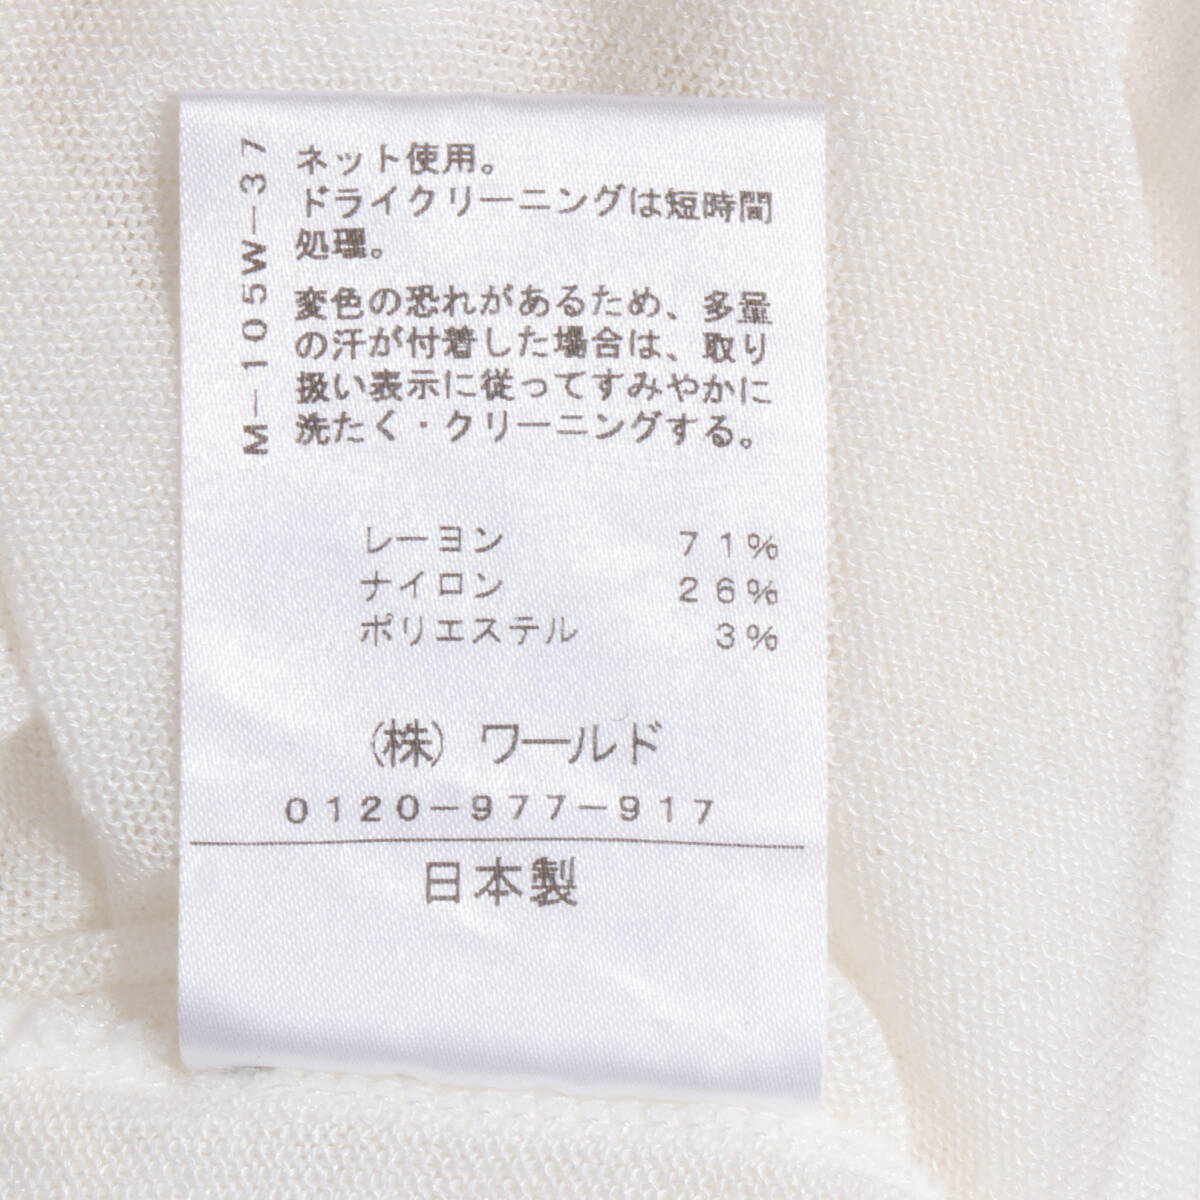 M-105W-37
ネット使用。
ドライクリーニングは短時間
処理。
変色の恐れがあるため、多量
の汗が付着した場合は、取り
扱い表示に従ってすみやかに
洗たく・クリーニングする。
レーヨン 71%
ナイロン 26%
ポリエステル 3%
(株) ワールド
0120-977-917
日本製